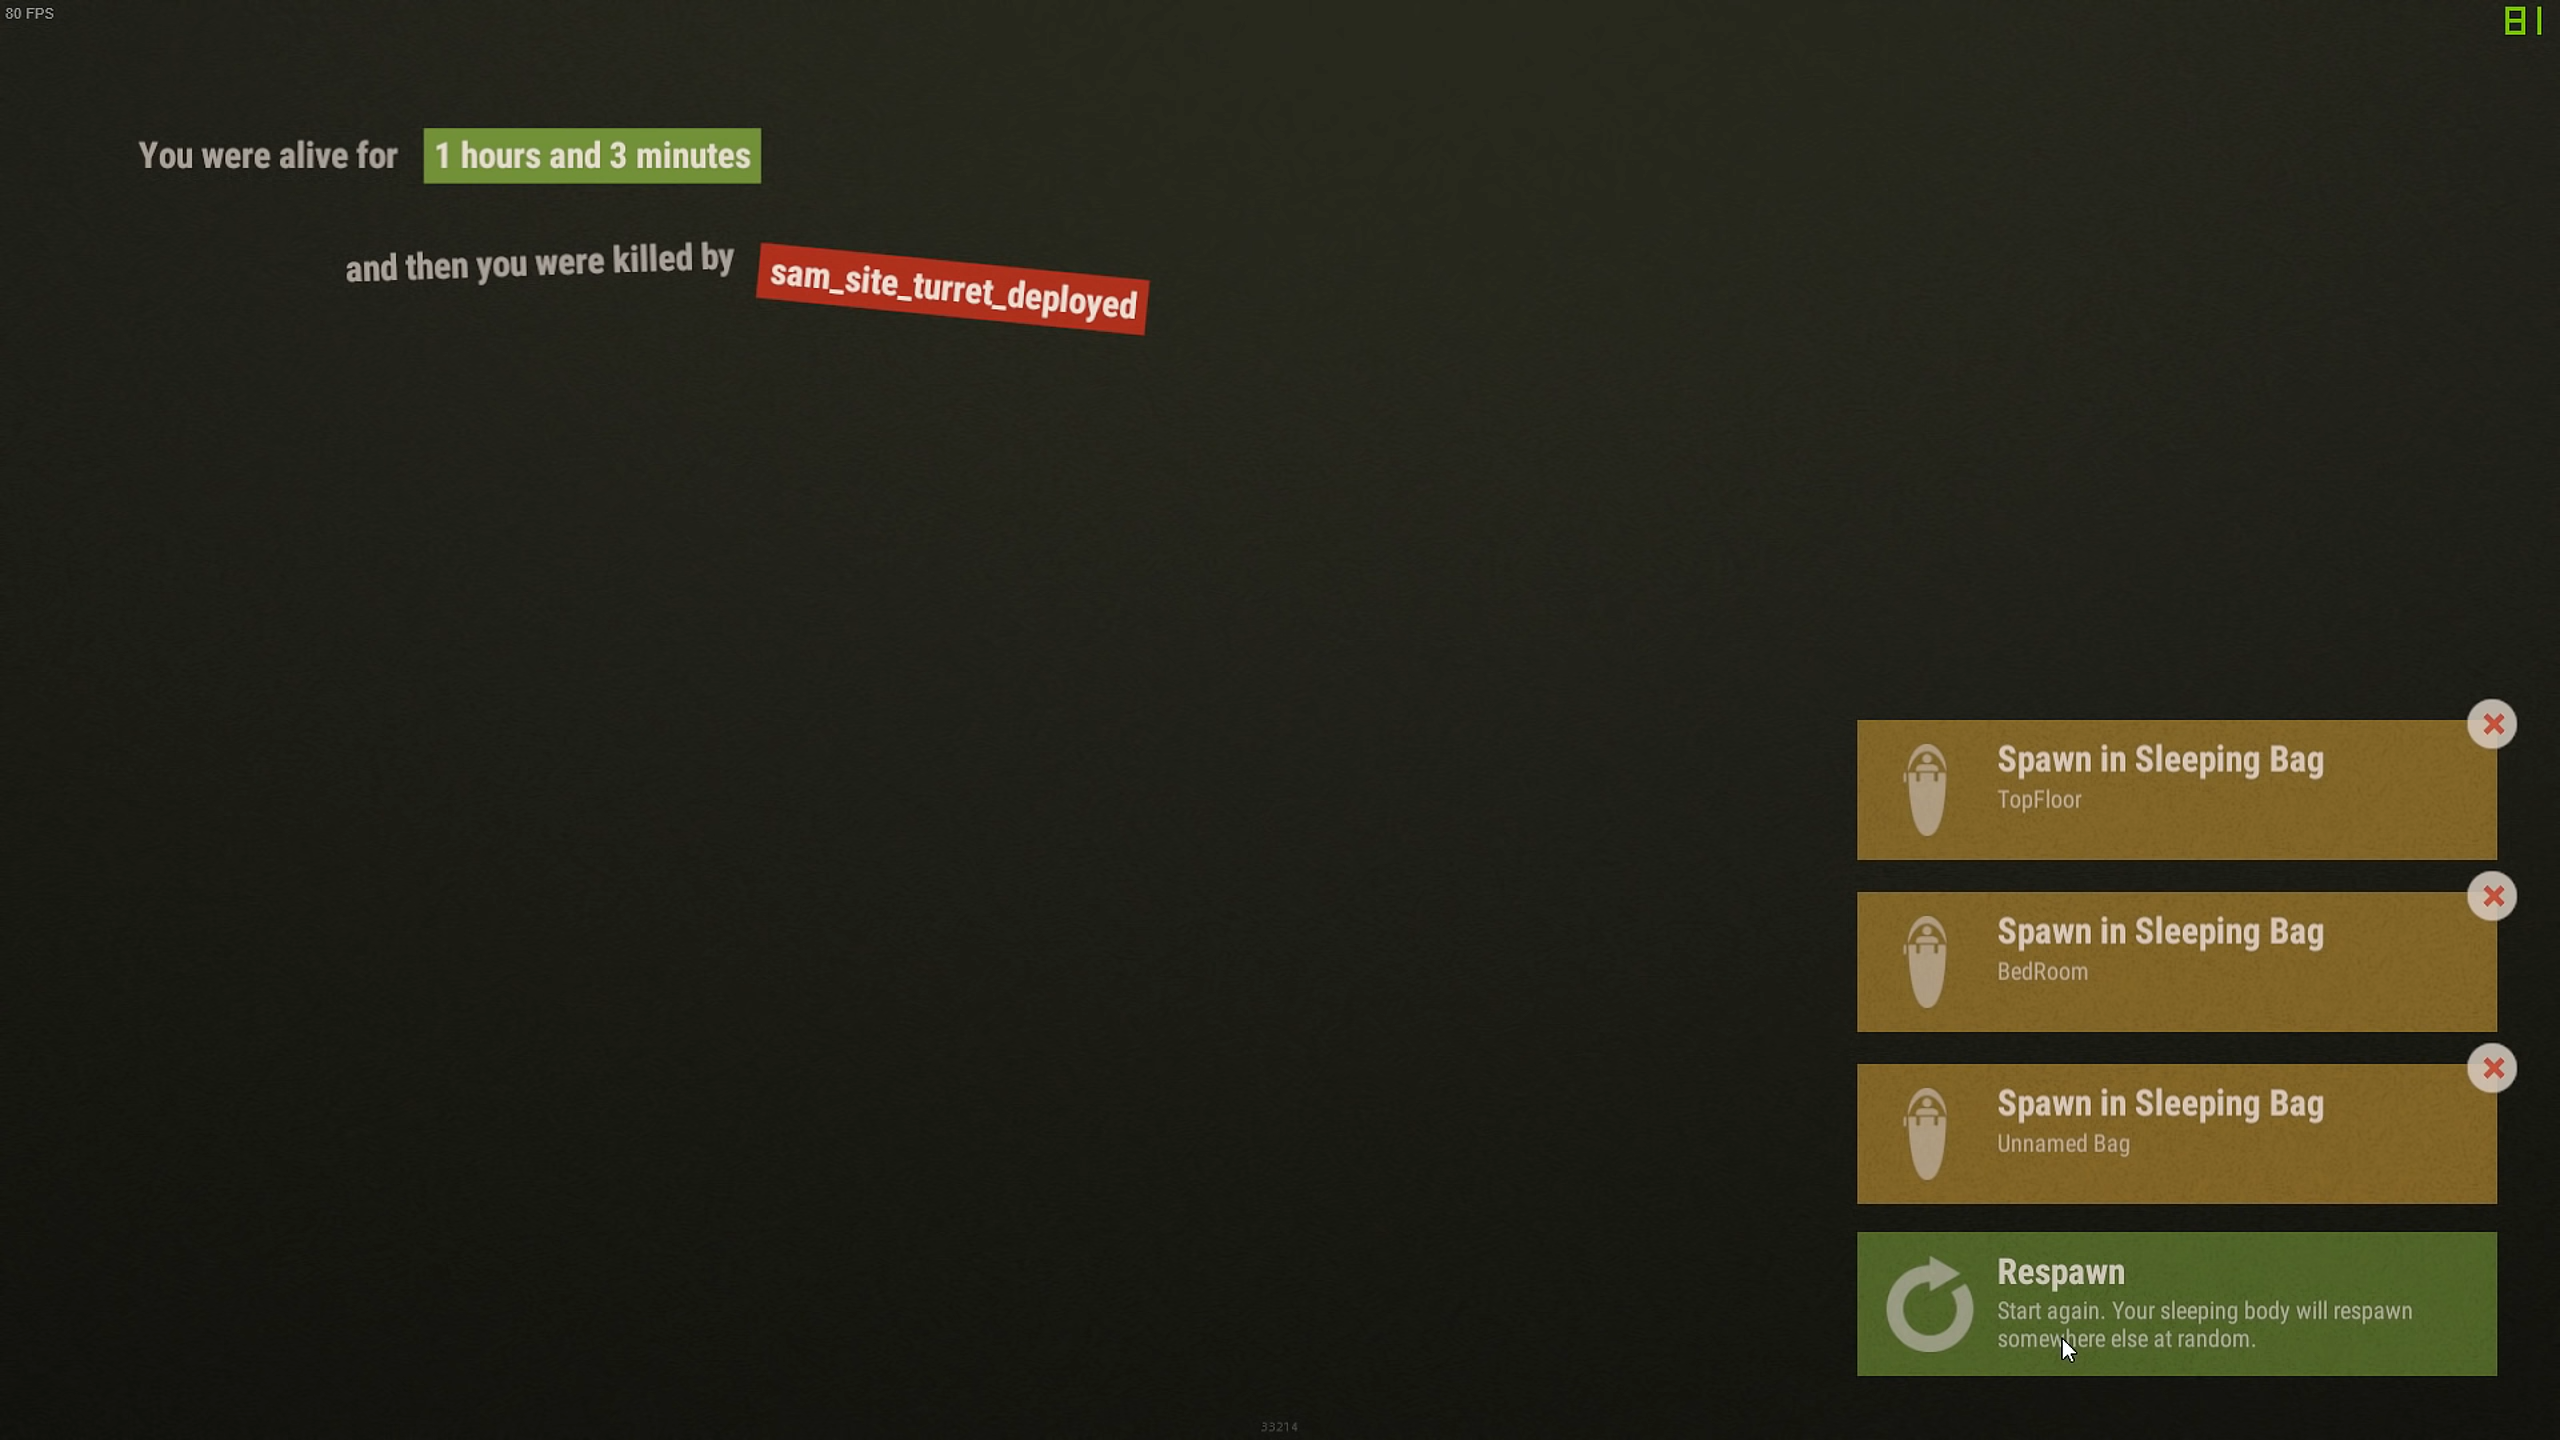 80 FPS
81
You were alive for 1 hours and 3 minutes
and then you were killed by sam_site_turret_deployed
Spawn in Sleeping Bag
TopFloor
Spawn in Sleeping Bag
BedRoom
Spawn in Sleeping Bag
Unnamed Bag
Respawn
Start again. Your sleeping body will respawn
somewhere else at random.
33214